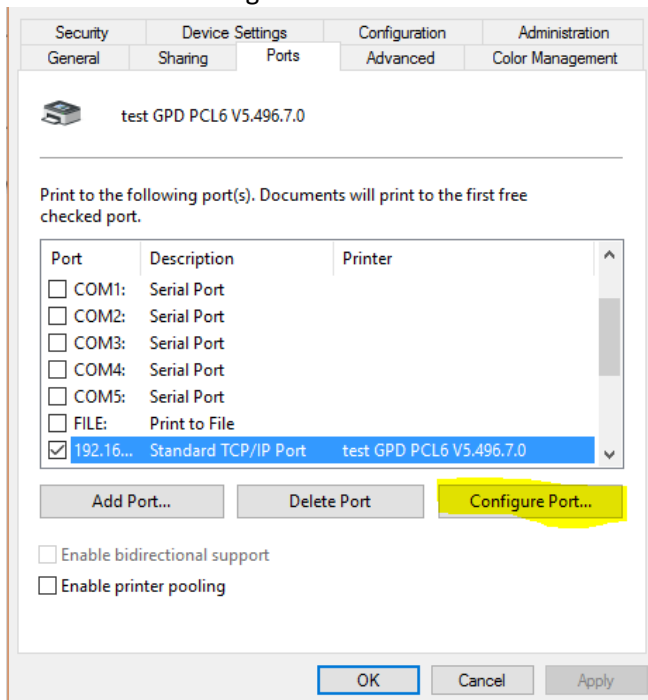 Security Device Settings Configuration Administration
General Sharing Ports Advanced Color Management
test GPD PCL6 V5.496.7.0
Print to the following port(s). Documents will print to the first free
checked port.
Port Description Printer
COM1: Serial Port
COM2: Serial Port
COM3: Serial Port
COM4: Serial Port
COM5: Serial Port
FILE: Print to File
192.16... Standard TCP/IP Port test GPD PCL6 V5.496.7.0
Add Port... Delete Port Configure Port...
Enable bidirectional support
Enable printer pooling
OK Cancel Apply